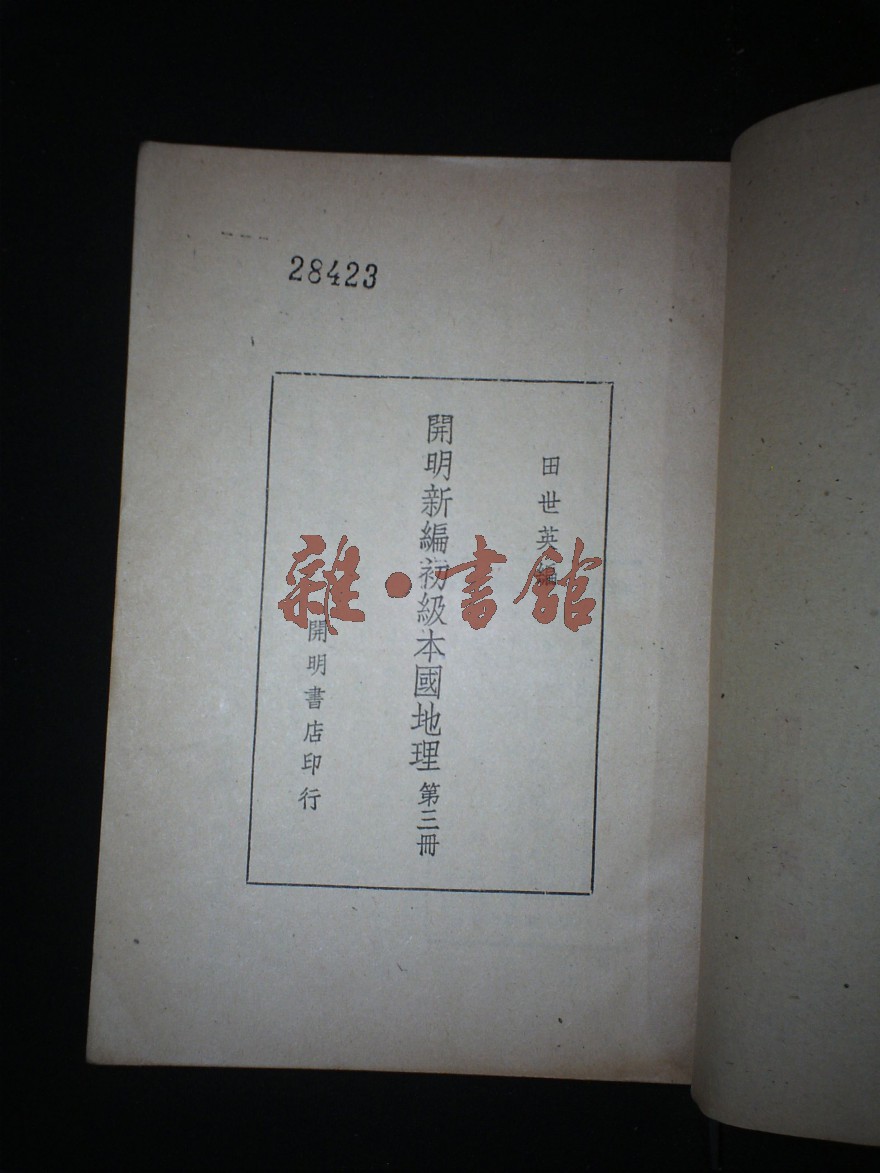 28423
田世英編
開明新編初級本國地理 第三冊
開明書店印行
雜·書館